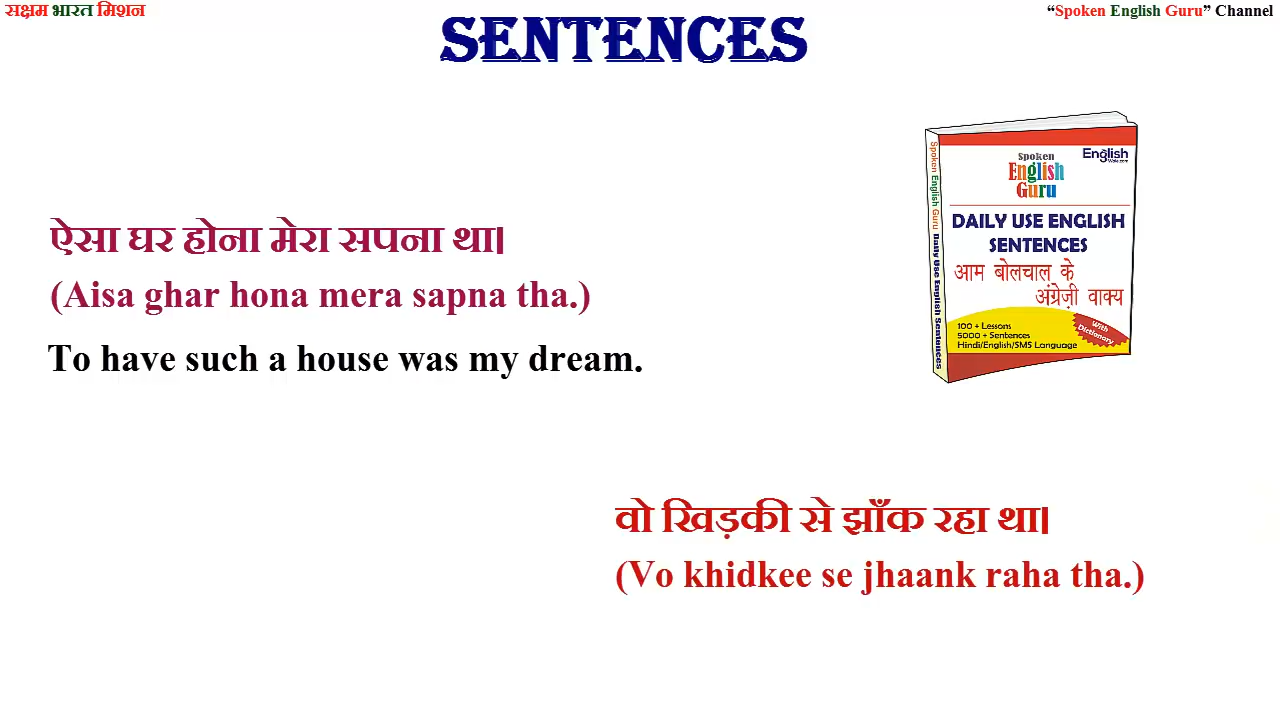 सक्षम भारत मिशन
“Spoken English Guru” Channel
SENTENCES
ऐसा घर होना मेरा सपना था।
(Aisa ghar hona mera sapna tha.)
To have such a house was my dream.
Spoken English Guru Daily Use English Sentences
Spoken
English
Guru
English
Wale.com
DAILY USE ENGLISH
SENTENCES
आम बोलचाल के
अंग्रेज़ी वाक्य
100 + Lessons
5000 + Sentences
Hindi/English/SMS Language
With
Dictionary
वो खिड़की से झाँक रहा था।
(Vo khidkee se jhaank raha tha.)